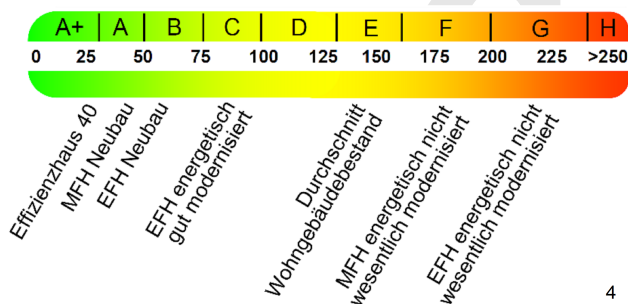 A+ A B C D E F G H
0 25 50 75 100 125 150 175 200 225 >250
Effizienzhaus 40
MFH Neubau
EFH Neubau
EFH energetisch
gut modernisiert
Durchschnitt
Wohngebäudebestand
MFH energetisch nicht
wesentlich modernisiert
EFH energetisch nicht
wesentlich modernisiert
4